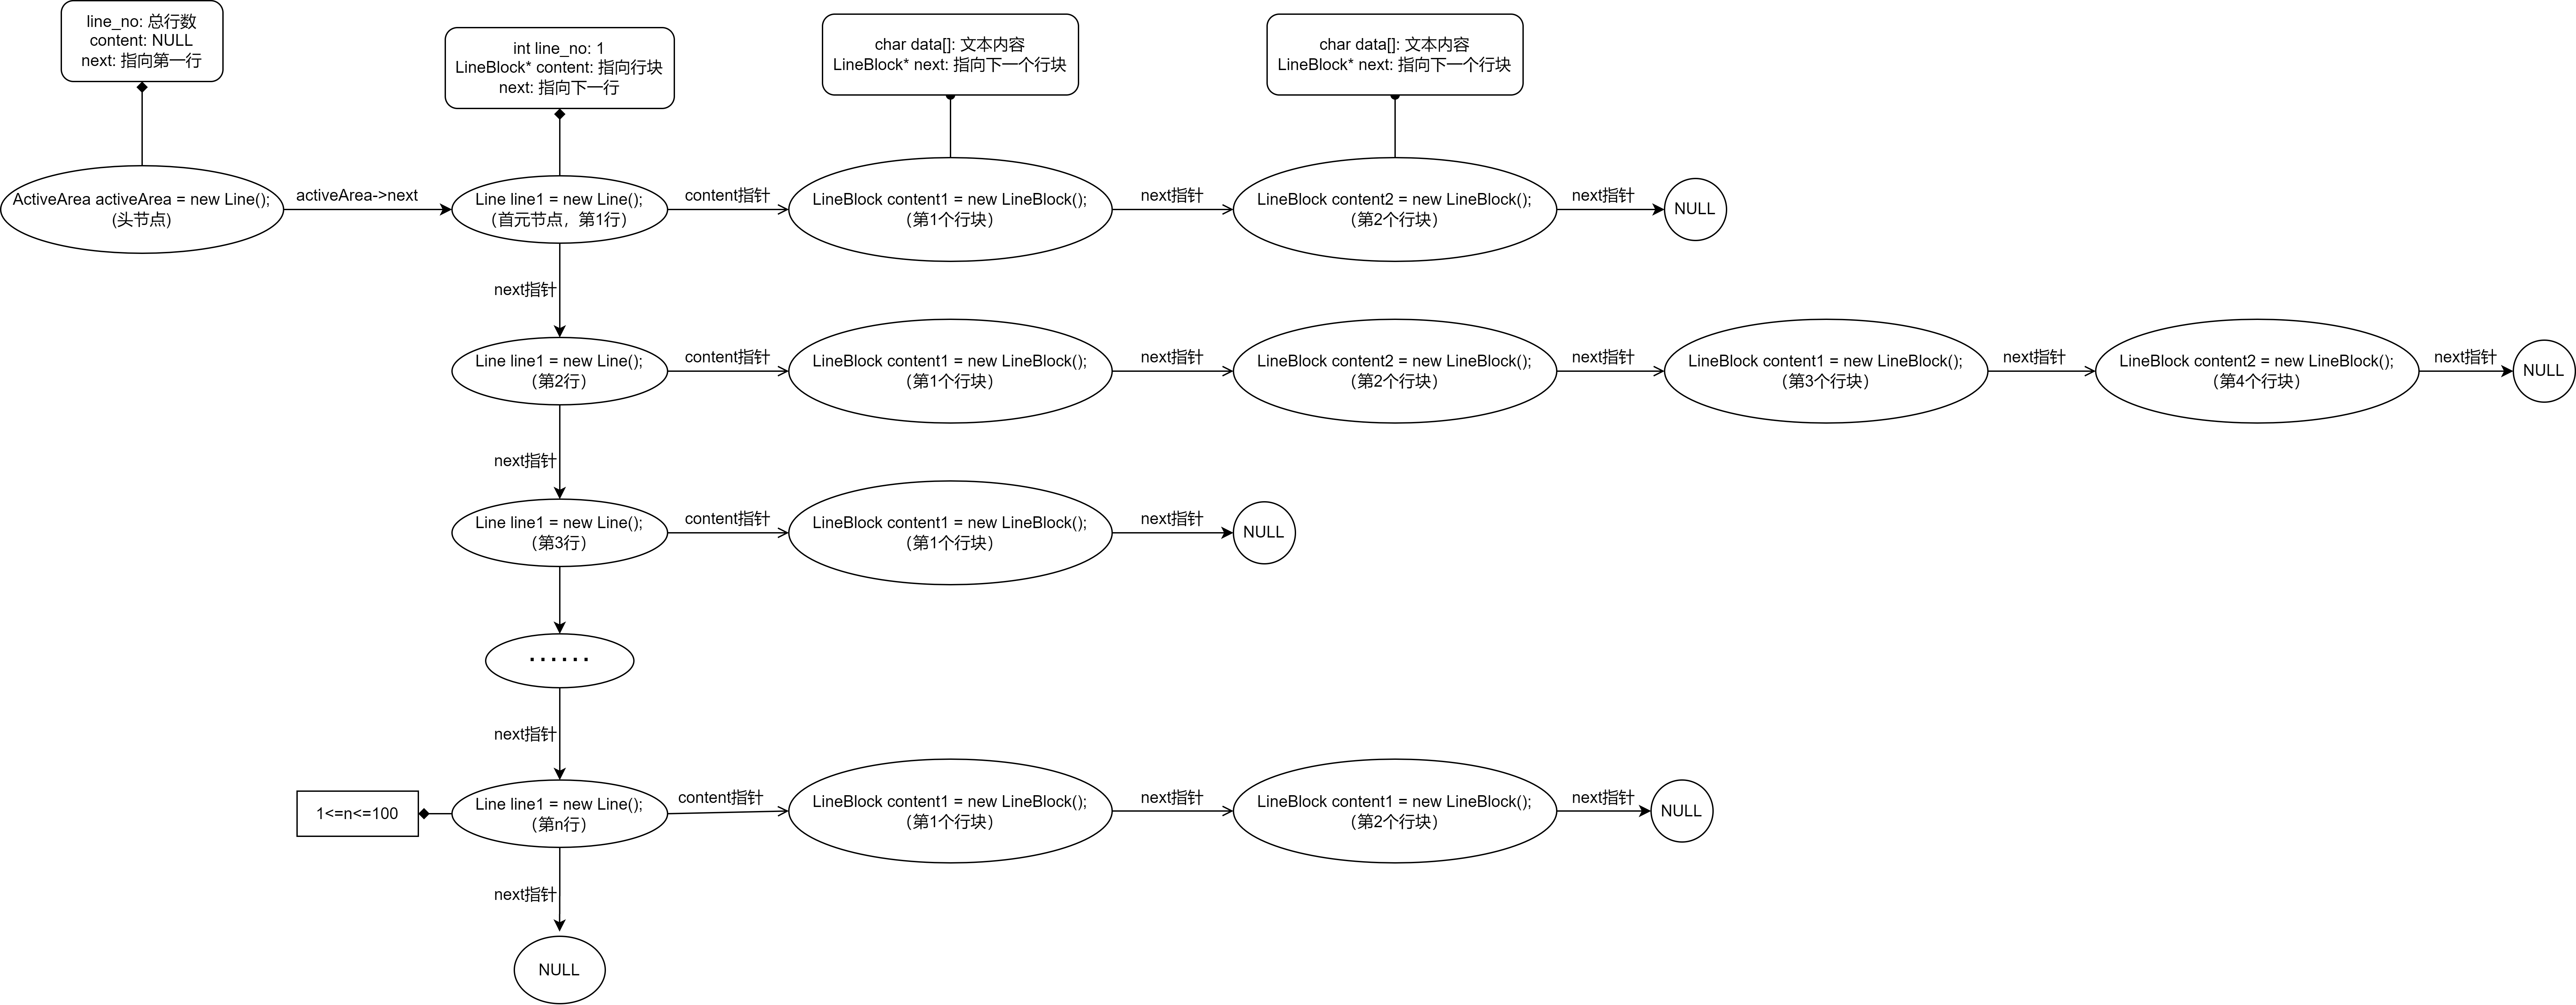 line_no: 总行数
content: NULL
next: 指向第一行
int line_no: 1
LineBlock* content: 指向行块
next: 指向下一行
char data[]: 文本内容
LineBlock* next: 指向下一个行块
char data[]: 文本内容
LineBlock* next: 指向下一个行块
ActiveArea activeArea = new Line();
(头节点)
activeArea->next
Line line1 = new Line();
（首元节点，第1行）
content指针
LineBlock content1 = new LineBlock();
（第1个行块）
next指针
LineBlock content2 = new LineBlock();
（第2个行块）
next指针
NULL
next指针
Line line1 = new Line();
（第2行）
content指针
LineBlock content1 = new LineBlock();
（第1个行块）
next指针
LineBlock content2 = new LineBlock();
（第2个行块）
next指针
LineBlock content1 = new LineBlock();
（第3个行块）
next指针
LineBlock content2 = new LineBlock();
（第4个行块）
next指针
NULL
next指针
Line line1 = new Line();
（第3行）
content指针
LineBlock content1 = new LineBlock();
（第1个行块）
next指针
NULL
······
next指针
1<=n<=100
Line line1 = new Line();
（第n行）
content指针
LineBlock content1 = new LineBlock();
（第1个行块）
next指针
LineBlock content1 = new LineBlock();
（第2个行块）
next指针
NULL
next指针
NULL